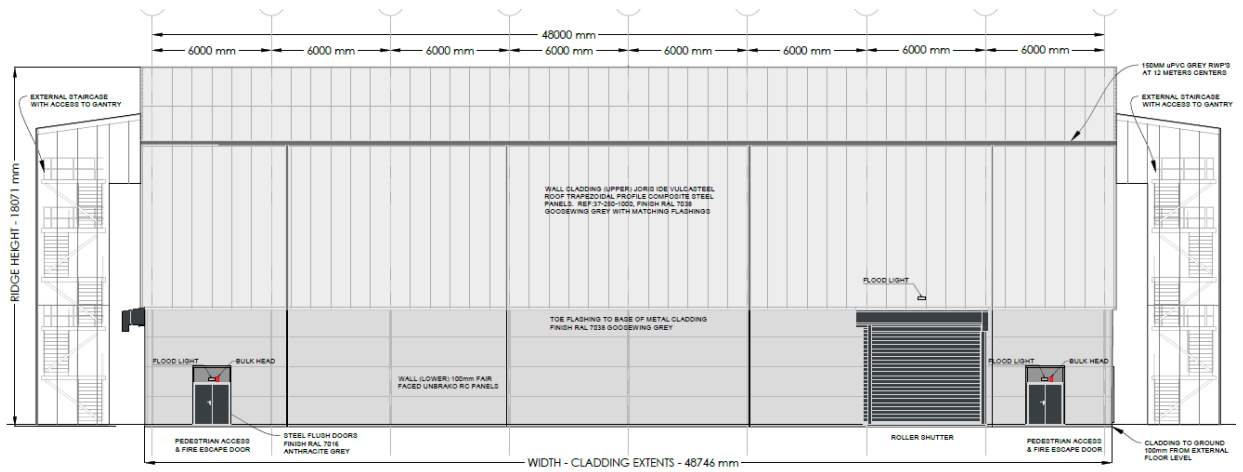 48000 mm
6000 mm
6000 mm
6000 mm
6000 mm
6000 mm
6000 mm
6000 mm
6000 mm
150MM uPVC GREY RWP'S
AT 12 METERS CENTERS
EXTERNAL STAIRCASE
WITH ACCESS TO GANTRY
EXTERNAL STAIRCASE
WITH ACCESS TO GANTRY
RIDGE HEIGHT - 18071 mm
WALL CLADDING (UPPER) JORIS IDE VULCASTEEL
ROOF TRAPEZOIDAL PROFILE COMPOSITE STEEL
PANELS. REF:37-250-1000, FINISH RAL 7038
GOOSEWING GREY WITH MATCHING FLASHINGS
FLOOD LIGHT
TOE FLASHING TO BASE OF METAL CLADDING
FINISH RAL 7038 GOOSEWING GREY
FLOOD LIGHT
BULK HEAD
FLOOD LIGHT
BULK HEAD
WALL (LOWER) 100mm FAIR
FACED UNBRAKO RC PANELS
PEDESTRIAN ACCESS
& FIRE ESCAPE DOOR
STEEL FLUSH DOORS
FINISH RAL 7016
ANTHRACITE GREY
ROLLER SHUTTER
PEDESTRIAN ACCESS
& FIRE ESCAPE DOOR
CLADDING TO GROUND
100mm FROM EXTERNAL
FLOOR LEVEL
WIDTH - CLADDING EXTENTS - 48746 mm